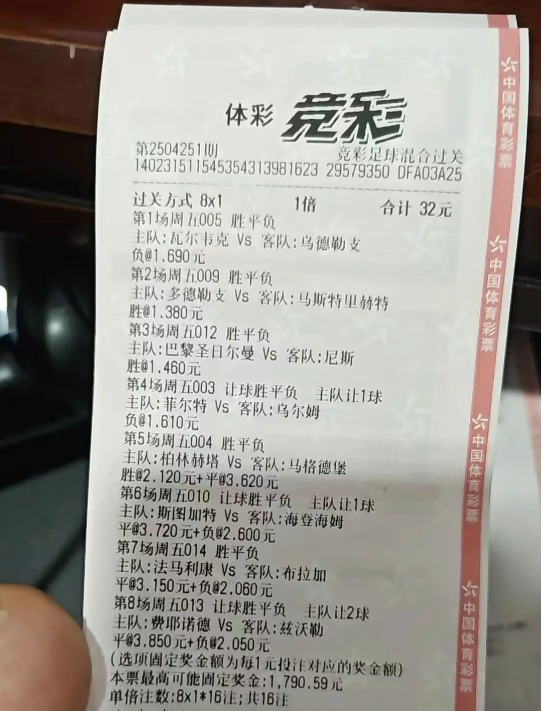 体彩 竞彩
第2504251期 竞彩足球混合过关
140231511545354313981623 29579350 DFA03A25
过关方式 8x1 1倍 合计 32元
第1场周五005 胜平负
主队:瓦尔韦克 Vs 客队:乌德勒支
负@1.690元
第2场周五009 胜平负
主队:多德勒支 Vs 客队:马斯特里赫特
胜@1.380元
第3场周五012 胜平负
主队:巴黎圣日尔曼 Vs 客队:尼斯
胜@1.460元
第4场周五003 让球胜平负 主队让1球
主队:菲尔特 Vs 客队:乌尔姆
负@1.610元
第5场周五004 胜平负
主队:柏林赫塔 Vs 客队:马格德堡
胜@2.120元+平@3.620元
第6场周五010 让球胜平负 主队让1球
主队:斯图加特 Vs 客队:海登海姆
平@3.720元+负@2.600元
第7场周五014 胜平负
主队:法马利康 Vs 客队:布拉加
平@3.150元+负@2.060元
第8场周五013 让球胜平负 主队让2球
主队:费耶诺德 Vs 客队:兹沃勒
平@3.850元+负@2.050元
(选项固定奖金额为每1元投注对应的奖金额)
本票最高可能固定奖金:1,790.59元
单倍注数:8x1*16注;共16注
中国体育彩票
中国体育彩票
中国体育彩票
中国体育彩票